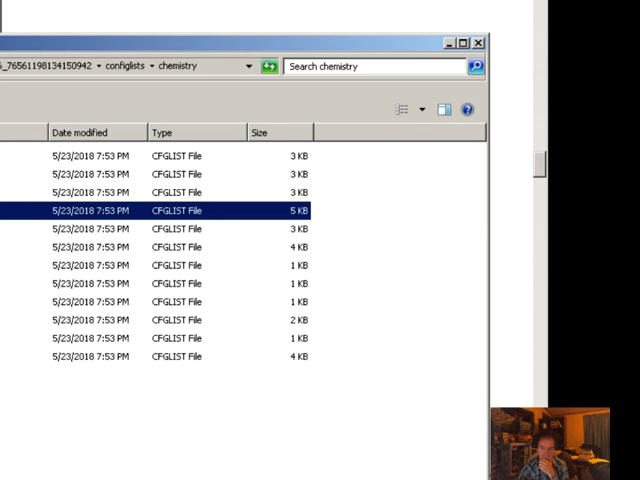 6_76561198134150942 ▾ configlists ▾ chemistry
Search chemistry
Date modified Type Size
5/23/2018 7:53 PM CFGLIST File 3 KB
5/23/2018 7:53 PM CFGLIST File 3 KB
5/23/2018 7:53 PM CFGLIST File 3 KB
5/23/2018 7:53 PM CFGLIST File 5 KB
5/23/2018 7:53 PM CFGLIST File 3 KB
5/23/2018 7:53 PM CFGLIST File 4 KB
5/23/2018 7:53 PM CFGLIST File 1 KB
5/23/2018 7:53 PM CFGLIST File 1 KB
5/23/2018 7:53 PM CFGLIST File 1 KB
5/23/2018 7:53 PM CFGLIST File 2 KB
5/23/2018 7:53 PM CFGLIST File 1 KB
5/23/2018 7:53 PM CFGLIST File 4 KB